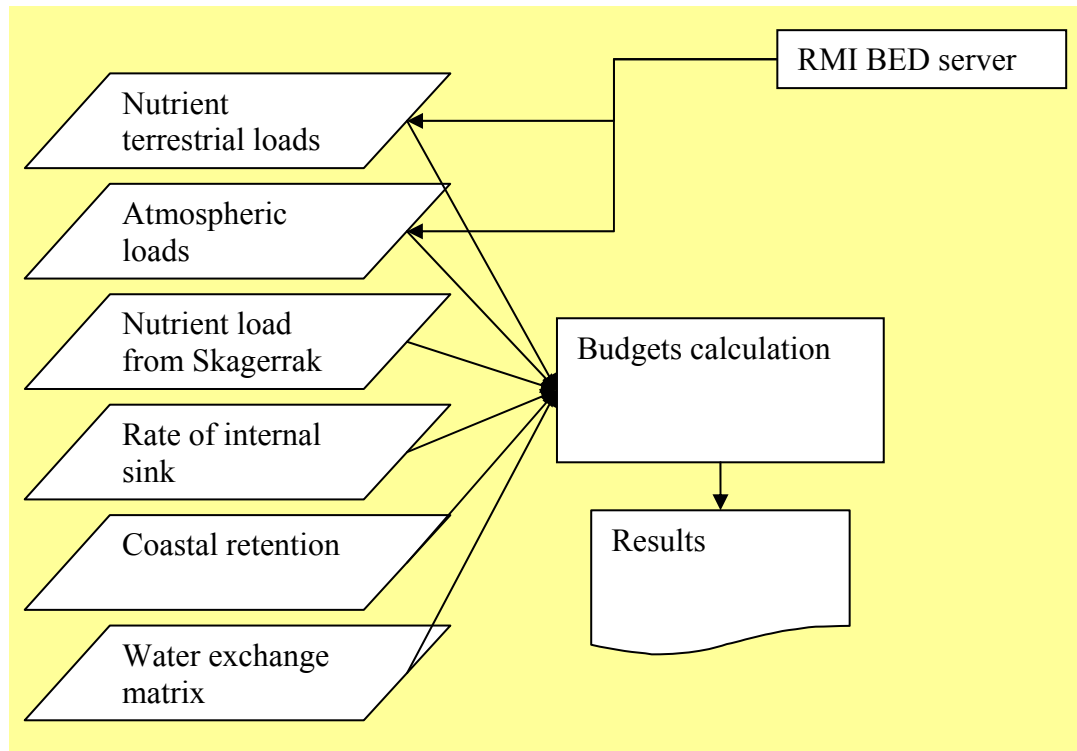 RMI BED server
Nutrient
terrestrial loads
Atmospheric
loads
Nutrient load
from Skagerrak
Rate of internal
sink
Coastal retention
Water exchange
matrix
Budgets calculation
Results